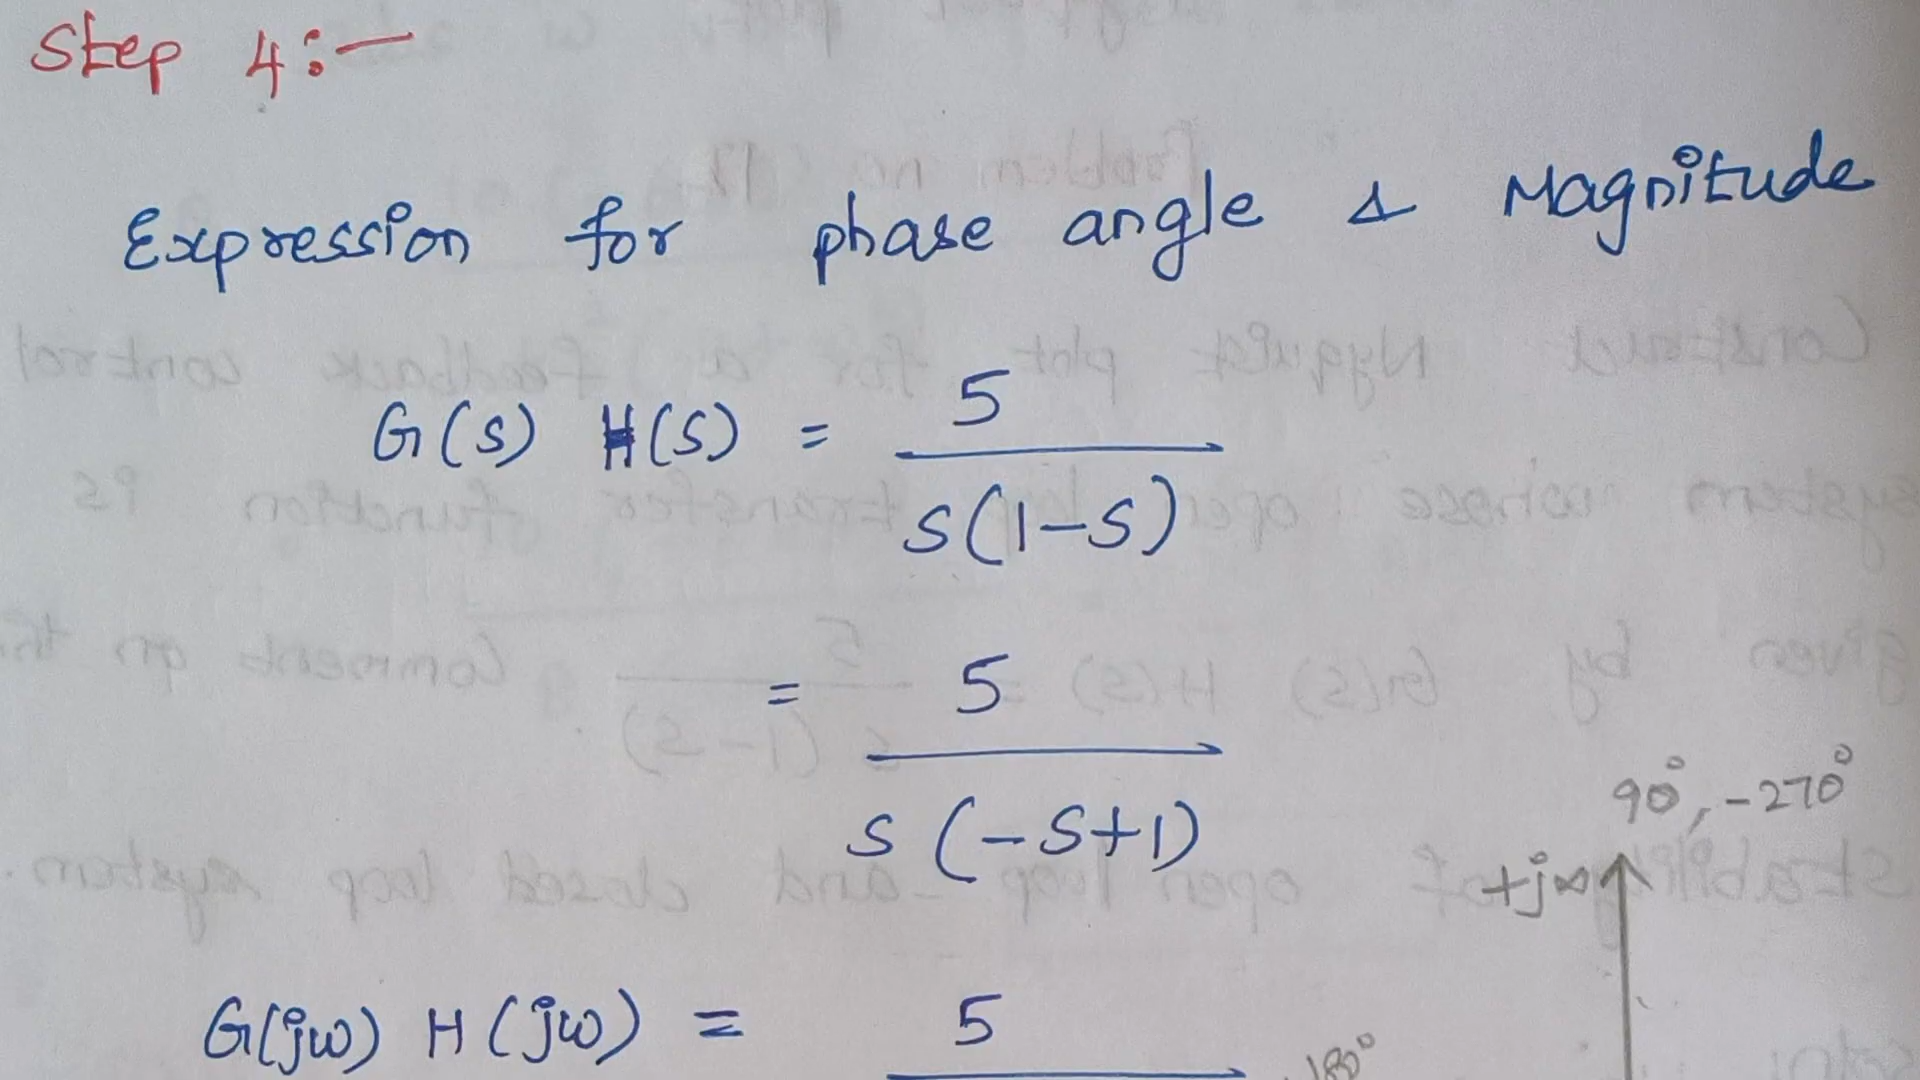 Step 4:-
Expression for phase angle & Magnitude
G(s) H(s) = 5
s(1-s)
= 5
s(-s+1)
90°, -270°
+j∞
G(jω) H(jω) = 5
180°